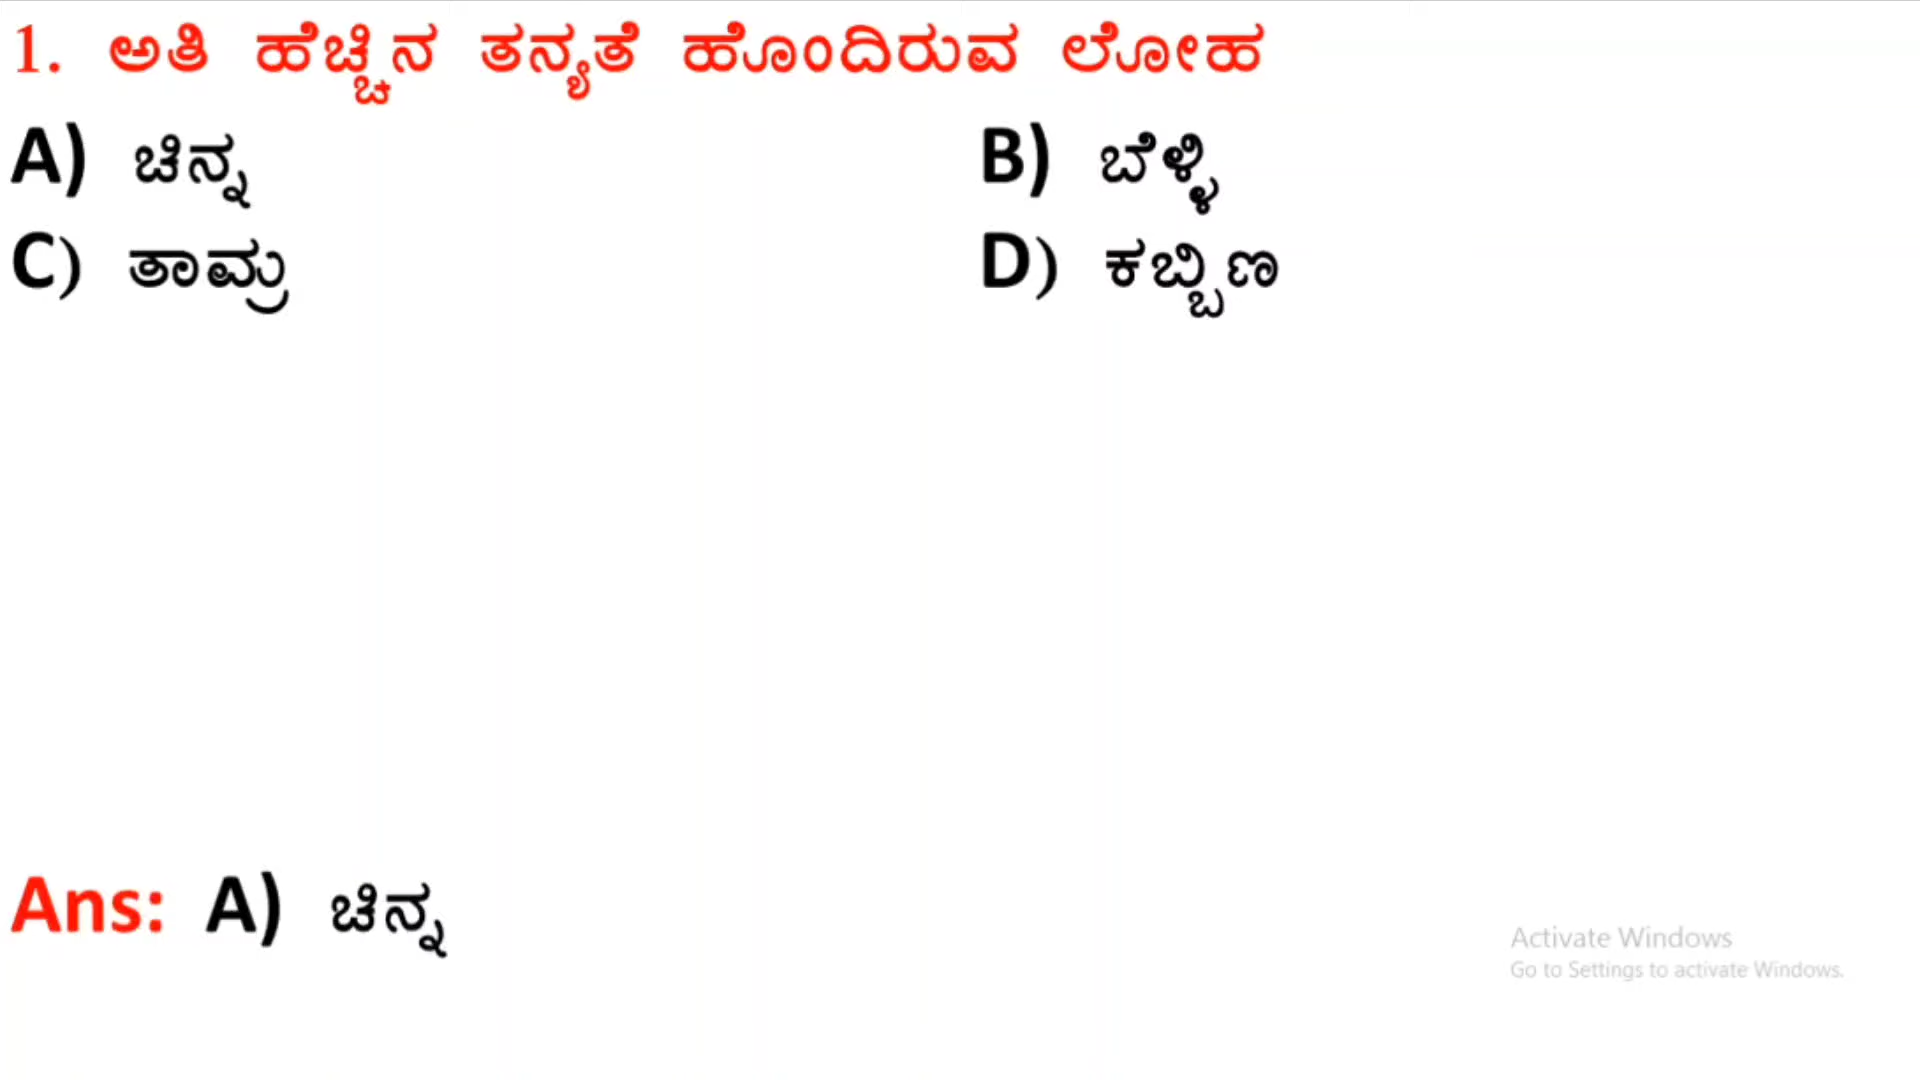 1. ಅತಿ ಹೆಚ್ಚಿನ ತನ್ಯತೆ ಹೊಂದಿರುವ ಲೋಹ
A) ಚಿನ್ನ B) ಬೆಳ್ಳಿ
C) ತಾಮ್ರ D) ಕಬ್ಬಿಣ
Ans: A) ಚಿನ್ನ
Activate Windows
Go to Settings to activate Windows.